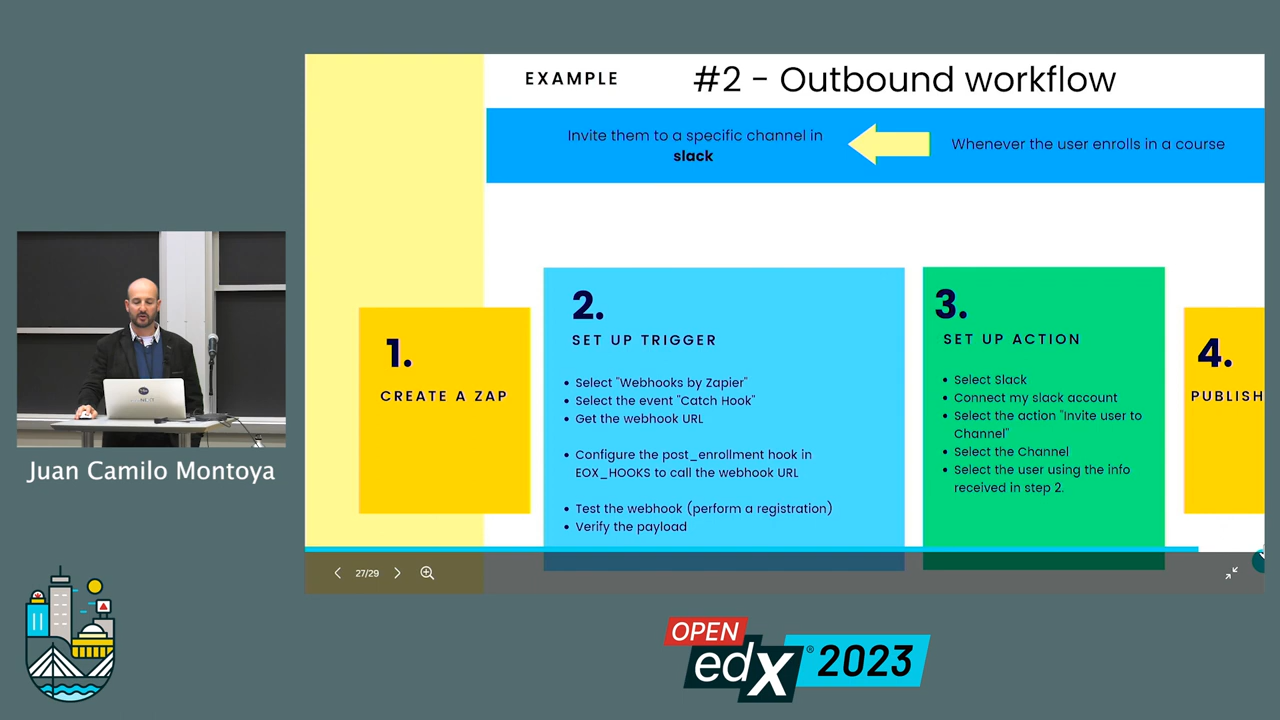 EXAMPLE
#2 - Outbound workflow
Invite them to a specific channel in
slack
Whenever the user enrolls in a course
1.
CREATE A ZAP
2.
SET UP TRIGGER
• Select "Webhooks by Zapier"
• Select the event "Catch Hook"
• Get the webhook URL
• Configure the post_enrollment hook in
EOX_HOOKS to call the webhook URL
• Test the webhook (perform a registration)
• Verify the payload
3.
SET UP ACTION
• Select Slack
• Connect my slack account
• Select the action "Invite user to
Channel"
• Select the Channel
• Select the user using the info
received in step 2.
4.
PUBLISH
27/29
Juan Camilo Montoya
OPEN
edX® 2023